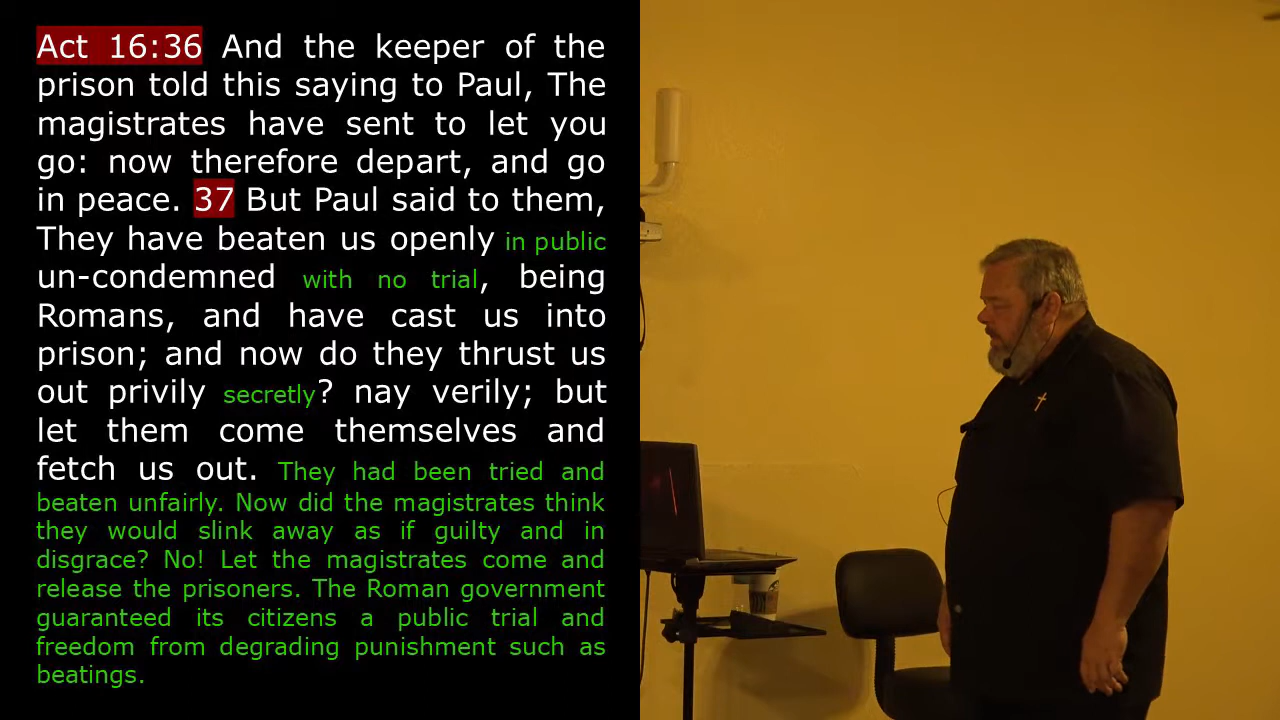 Act 16:36 And the keeper of the
prison told this saying to Paul, The
magistrates have sent to let you
go: now therefore depart, and go
in peace. 37 But Paul said to them,
They have beaten us openly in public
un-condemned with no trial, being
Romans, and have cast us into
prison; and now do they thrust us
out privily secretly? nay verily; but
let them come themselves and
fetch us out. They had been tried and
beaten unfairly. Now did the magistrates think
they would slink away as if guilty and in
disgrace? No! Let the magistrates come and
release the prisoners. The Roman government
guaranteed its citizens a public trial and
freedom from degrading punishment such as
beatings.